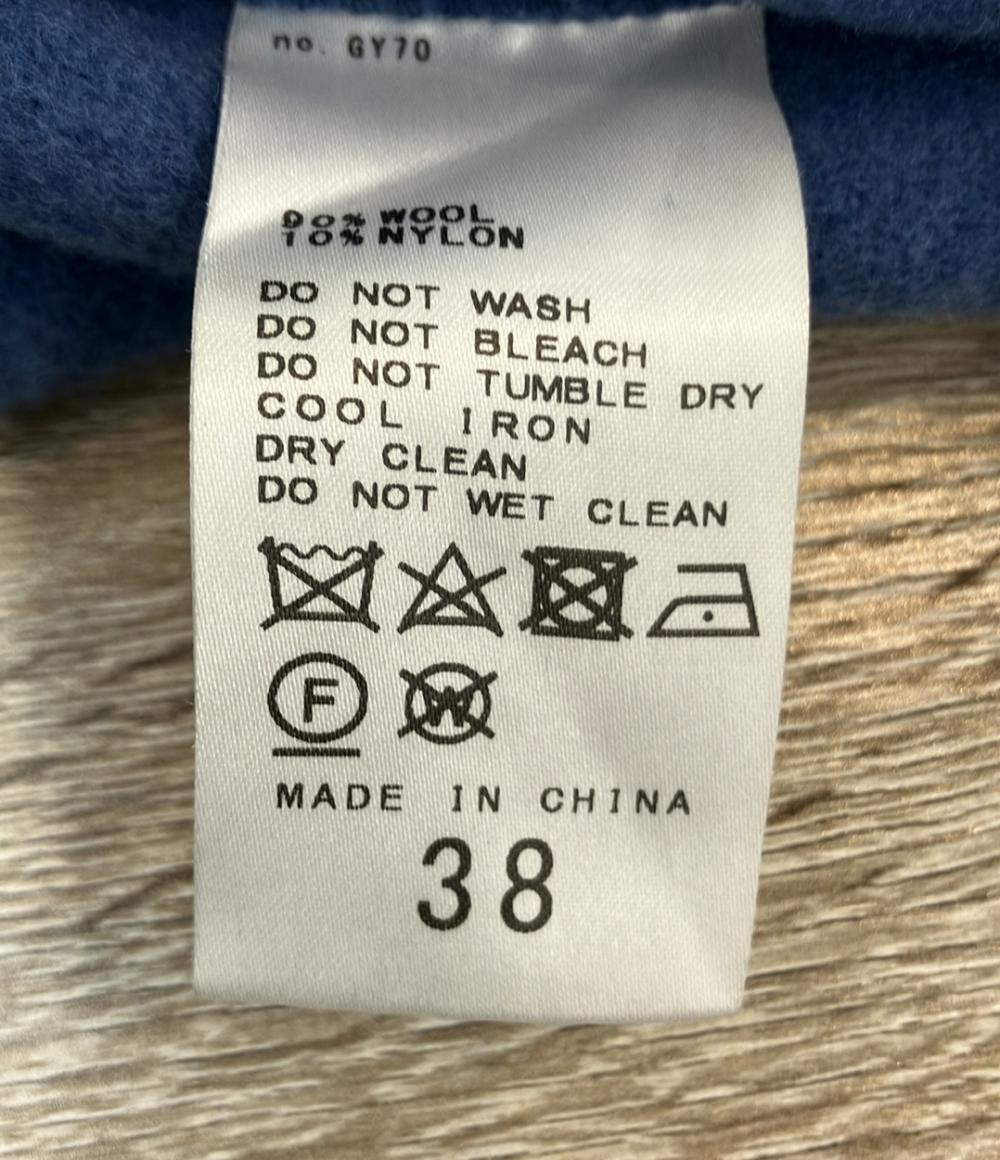 no. GY70
90% WOOL
10% NYLON
DO NOT WASH
DO NOT BLEACH
DO NOT TUMBLE DRY
COOL IRON
DRY CLEAN
DO NOT WET CLEAN
F W
MADE IN CHINA
38